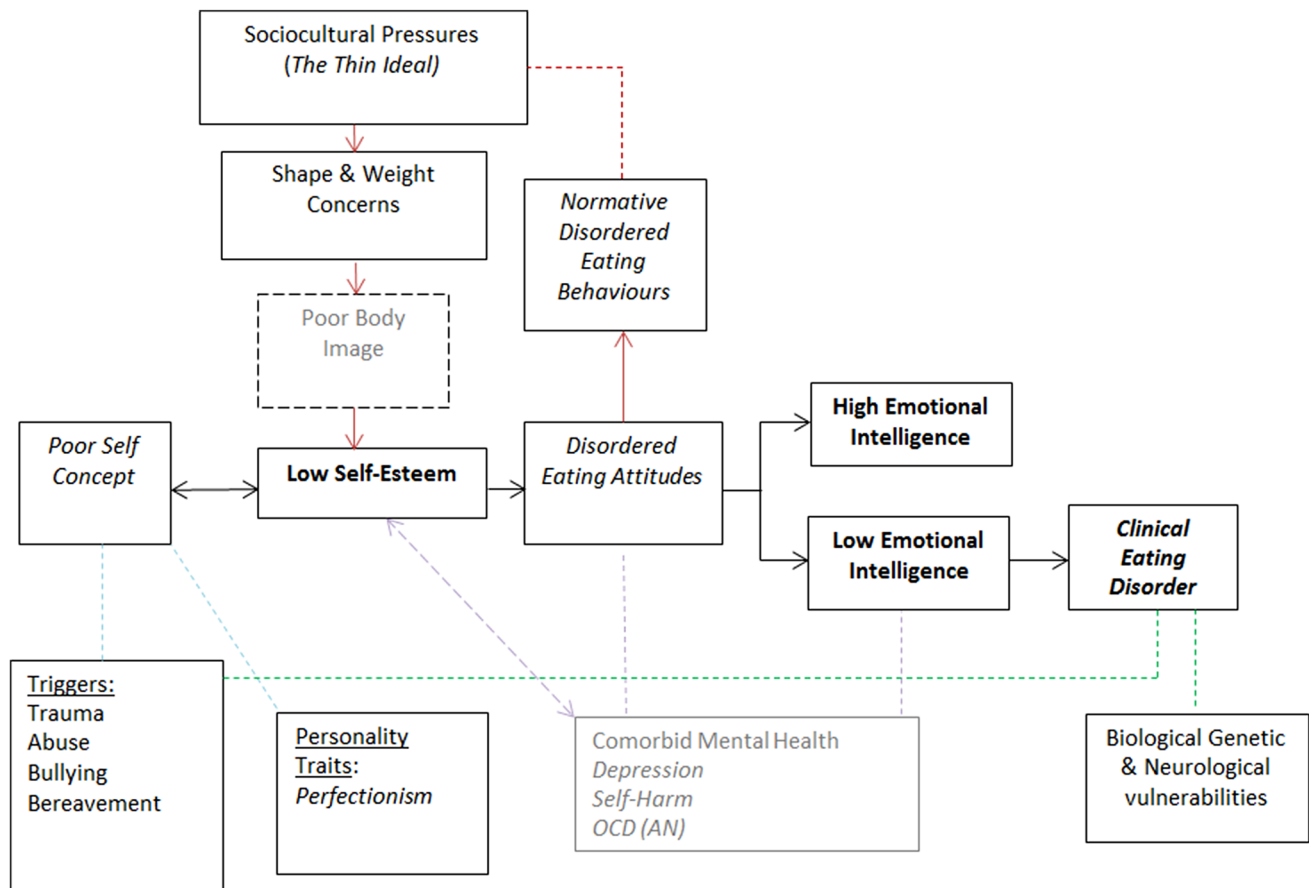 Sociocultural Pressures
(The Thin Ideal)
Shape & Weight
Concerns
Normative
Disordered
Eating
Behaviours
Poor Body
Image
High Emotional
Intelligence
Poor Self
Concept
Low Self-Esteem
Disordered
Eating Attitudes
Low Emotional
Intelligence
Clinical
Eating
Disorder
Triggers:
Trauma
Abuse
Bullying
Bereavement
Personality
Traits:
Perfectionism
Comorbid Mental Health
Depression
Self-Harm
OCD (AN)
Biological Genetic
& Neurological
vulnerabilities